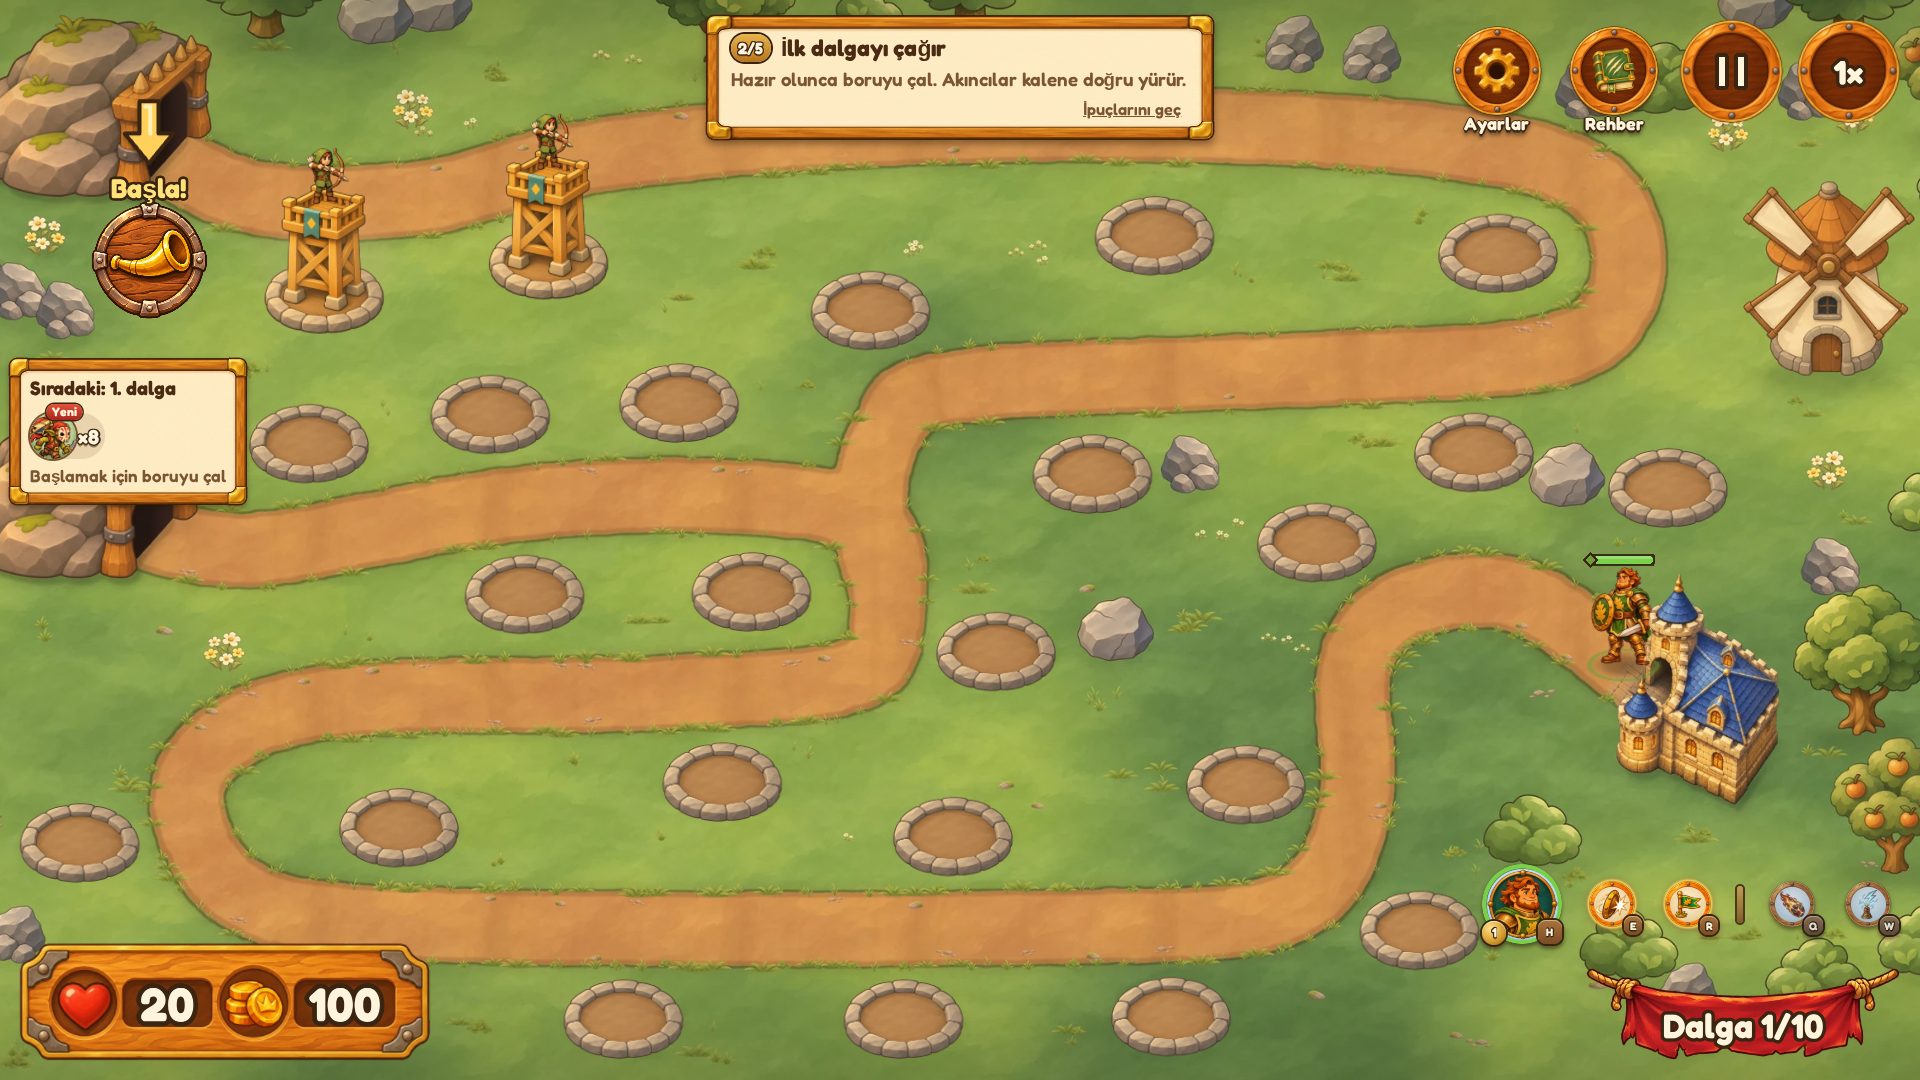 2/5 İlk dalgayı çağır
Hazır olunca boruyu çal. Akıncılar kalene doğru yürür.
İpuçlarını geç
Ayarlar
Rehber
1x
Başla!
Sıradaki: 1. dalga
Yeni
x8
Başlamak için boruyu çal
1
H
E
R
Q
W
20
100
Dalga 1/10